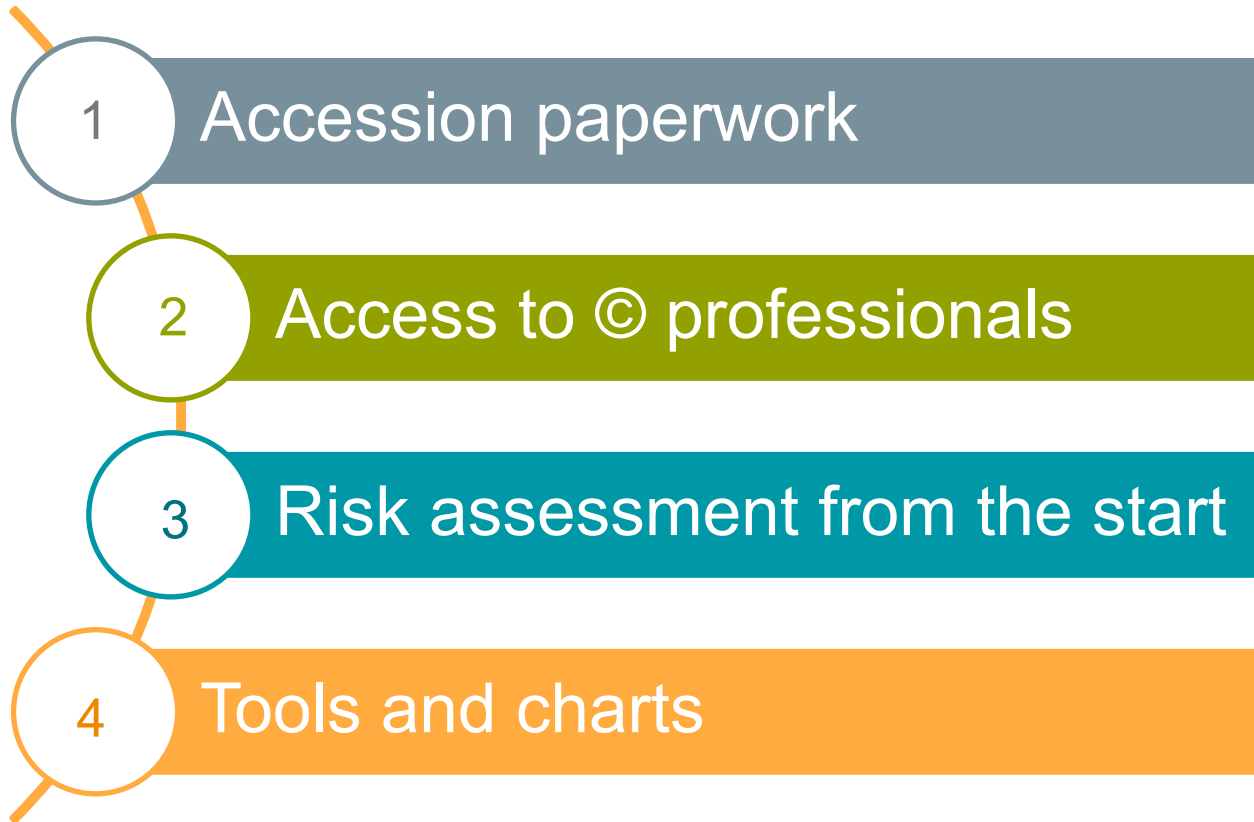 1 Accession paperwork
2 Access to © professionals
3 Risk assessment from the start
4 Tools and charts